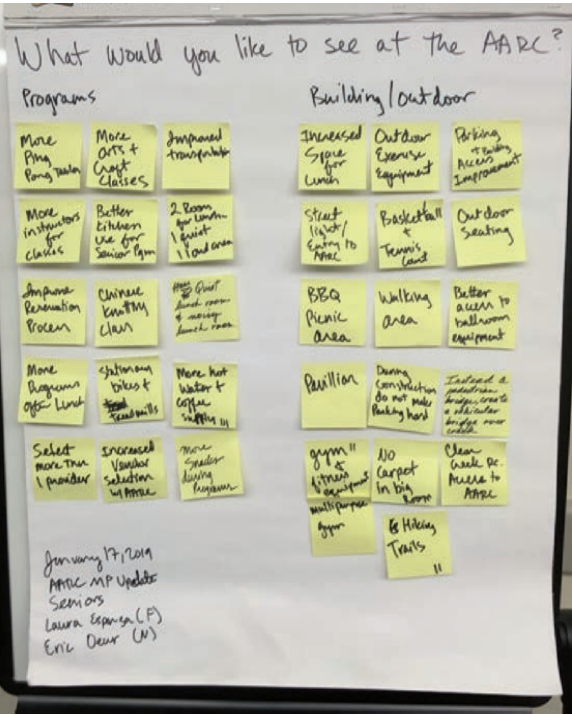 What would you like to see at the AARC?
Programs
More
Ping
Pong Tables
More
arts +
Craft
Classes
Improved
transportation
More
instructors
for
classes
Better
kitchen
use for
Senior Pgm
2 Rooms
for Lunch
1 quiet
1 loud area
Improve
Reservation
Process
Chinese
knitting
class
Quiet
lunch room
& noisy
lunch room
More
Programs
after Lunch
Stationary
bikes +
treadmills
More hot
Water +
coffee
supply III
Select
more than
1 provider
Increased
Vendor
selection
w/ AARC
More
Snacks
during
Programs
Building/Outdoor
Increased
Space
for
Lunch
Outdoor
Exercise
Equipment
Parking
+ Building
Access
Improvement
Street
light/
Entry to
AARC
Basketball
+
Tennis
Court
Outdoor
Seating
BBQ
Picnic
area
Walking
area
Better
access to
ballroom
equipment
Pavillian
During
Construction
do not make
Parking hard
Instead a
pedestrian
bridge, create
a vehicular
bridge over
creek
gym II
+
fitness
equipment
multipurpose
gym
No
Carpet
in big
Room
Clear
Creek
Access to
AARC
Hiking
Trails
II
January 17, 2019
AARC MP Update
Seniors
Laura (F)
Eric (N)